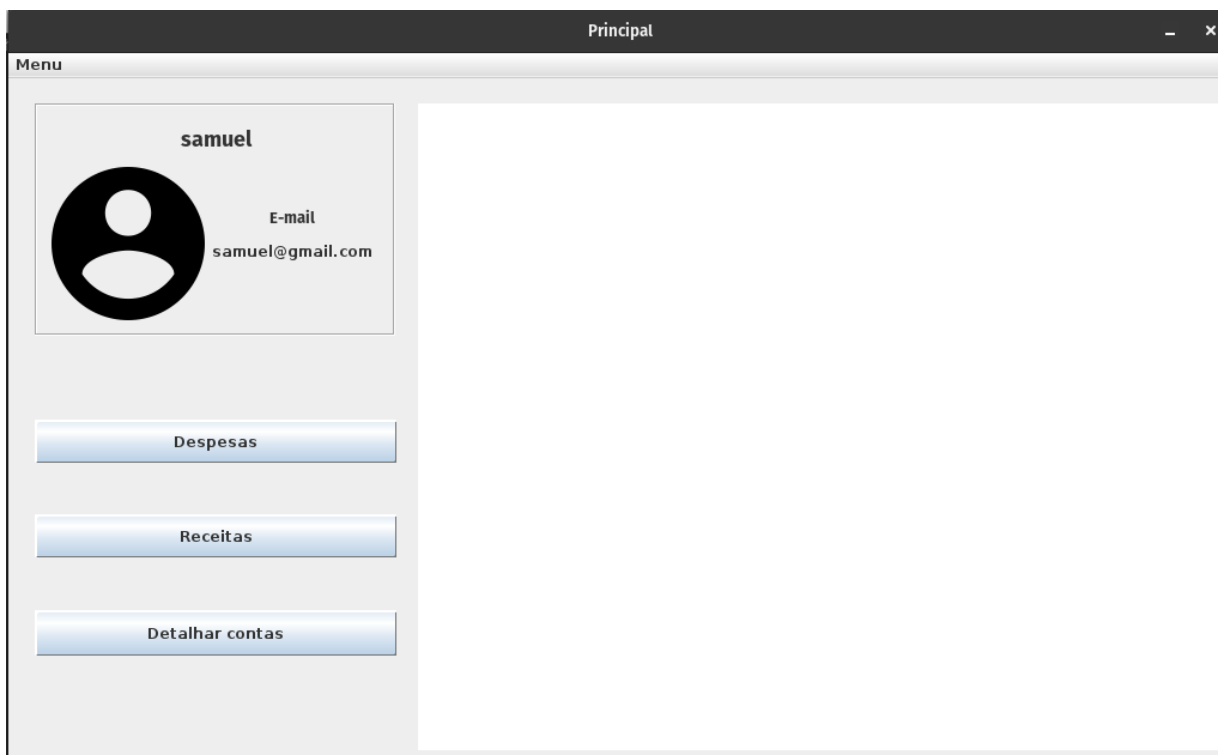 Principal
Menu
samuel
E-mail
samuel@gmail.com
Despesas
Receitas
Detalhar contas